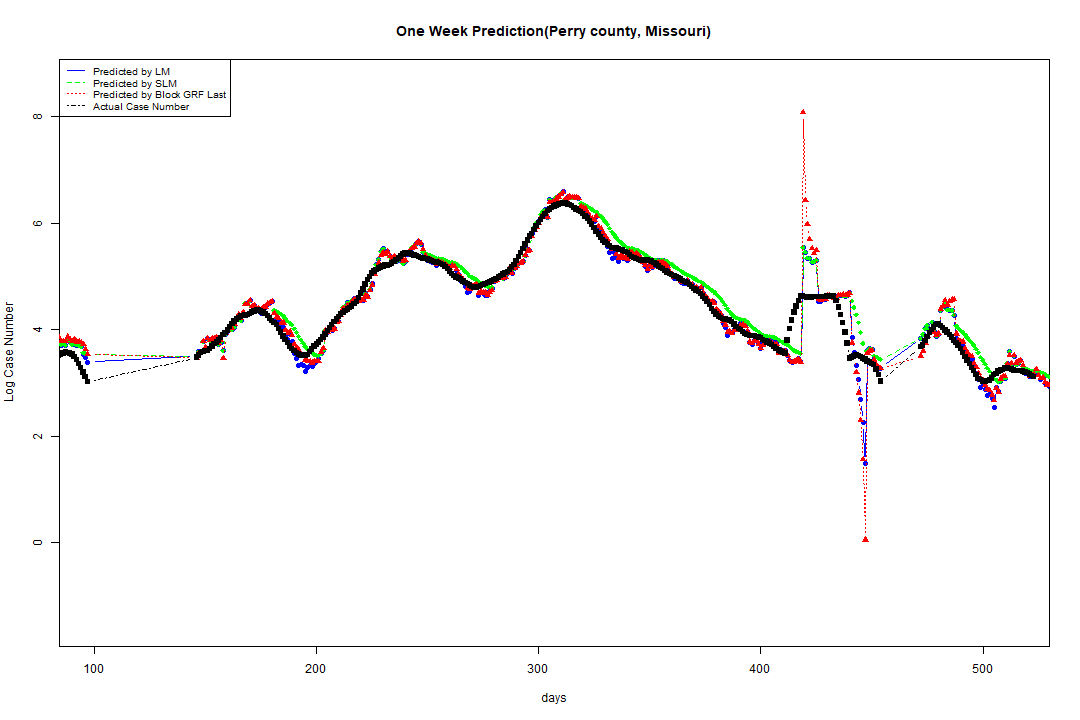 One Week Prediction(Perry county, Missouri)
Predicted by LM
Predicted by SLM
Predicted by Block GRF Last
Actual Case Number
Log Case Number
8
6
4
2
0
100 200 300 400 500
days